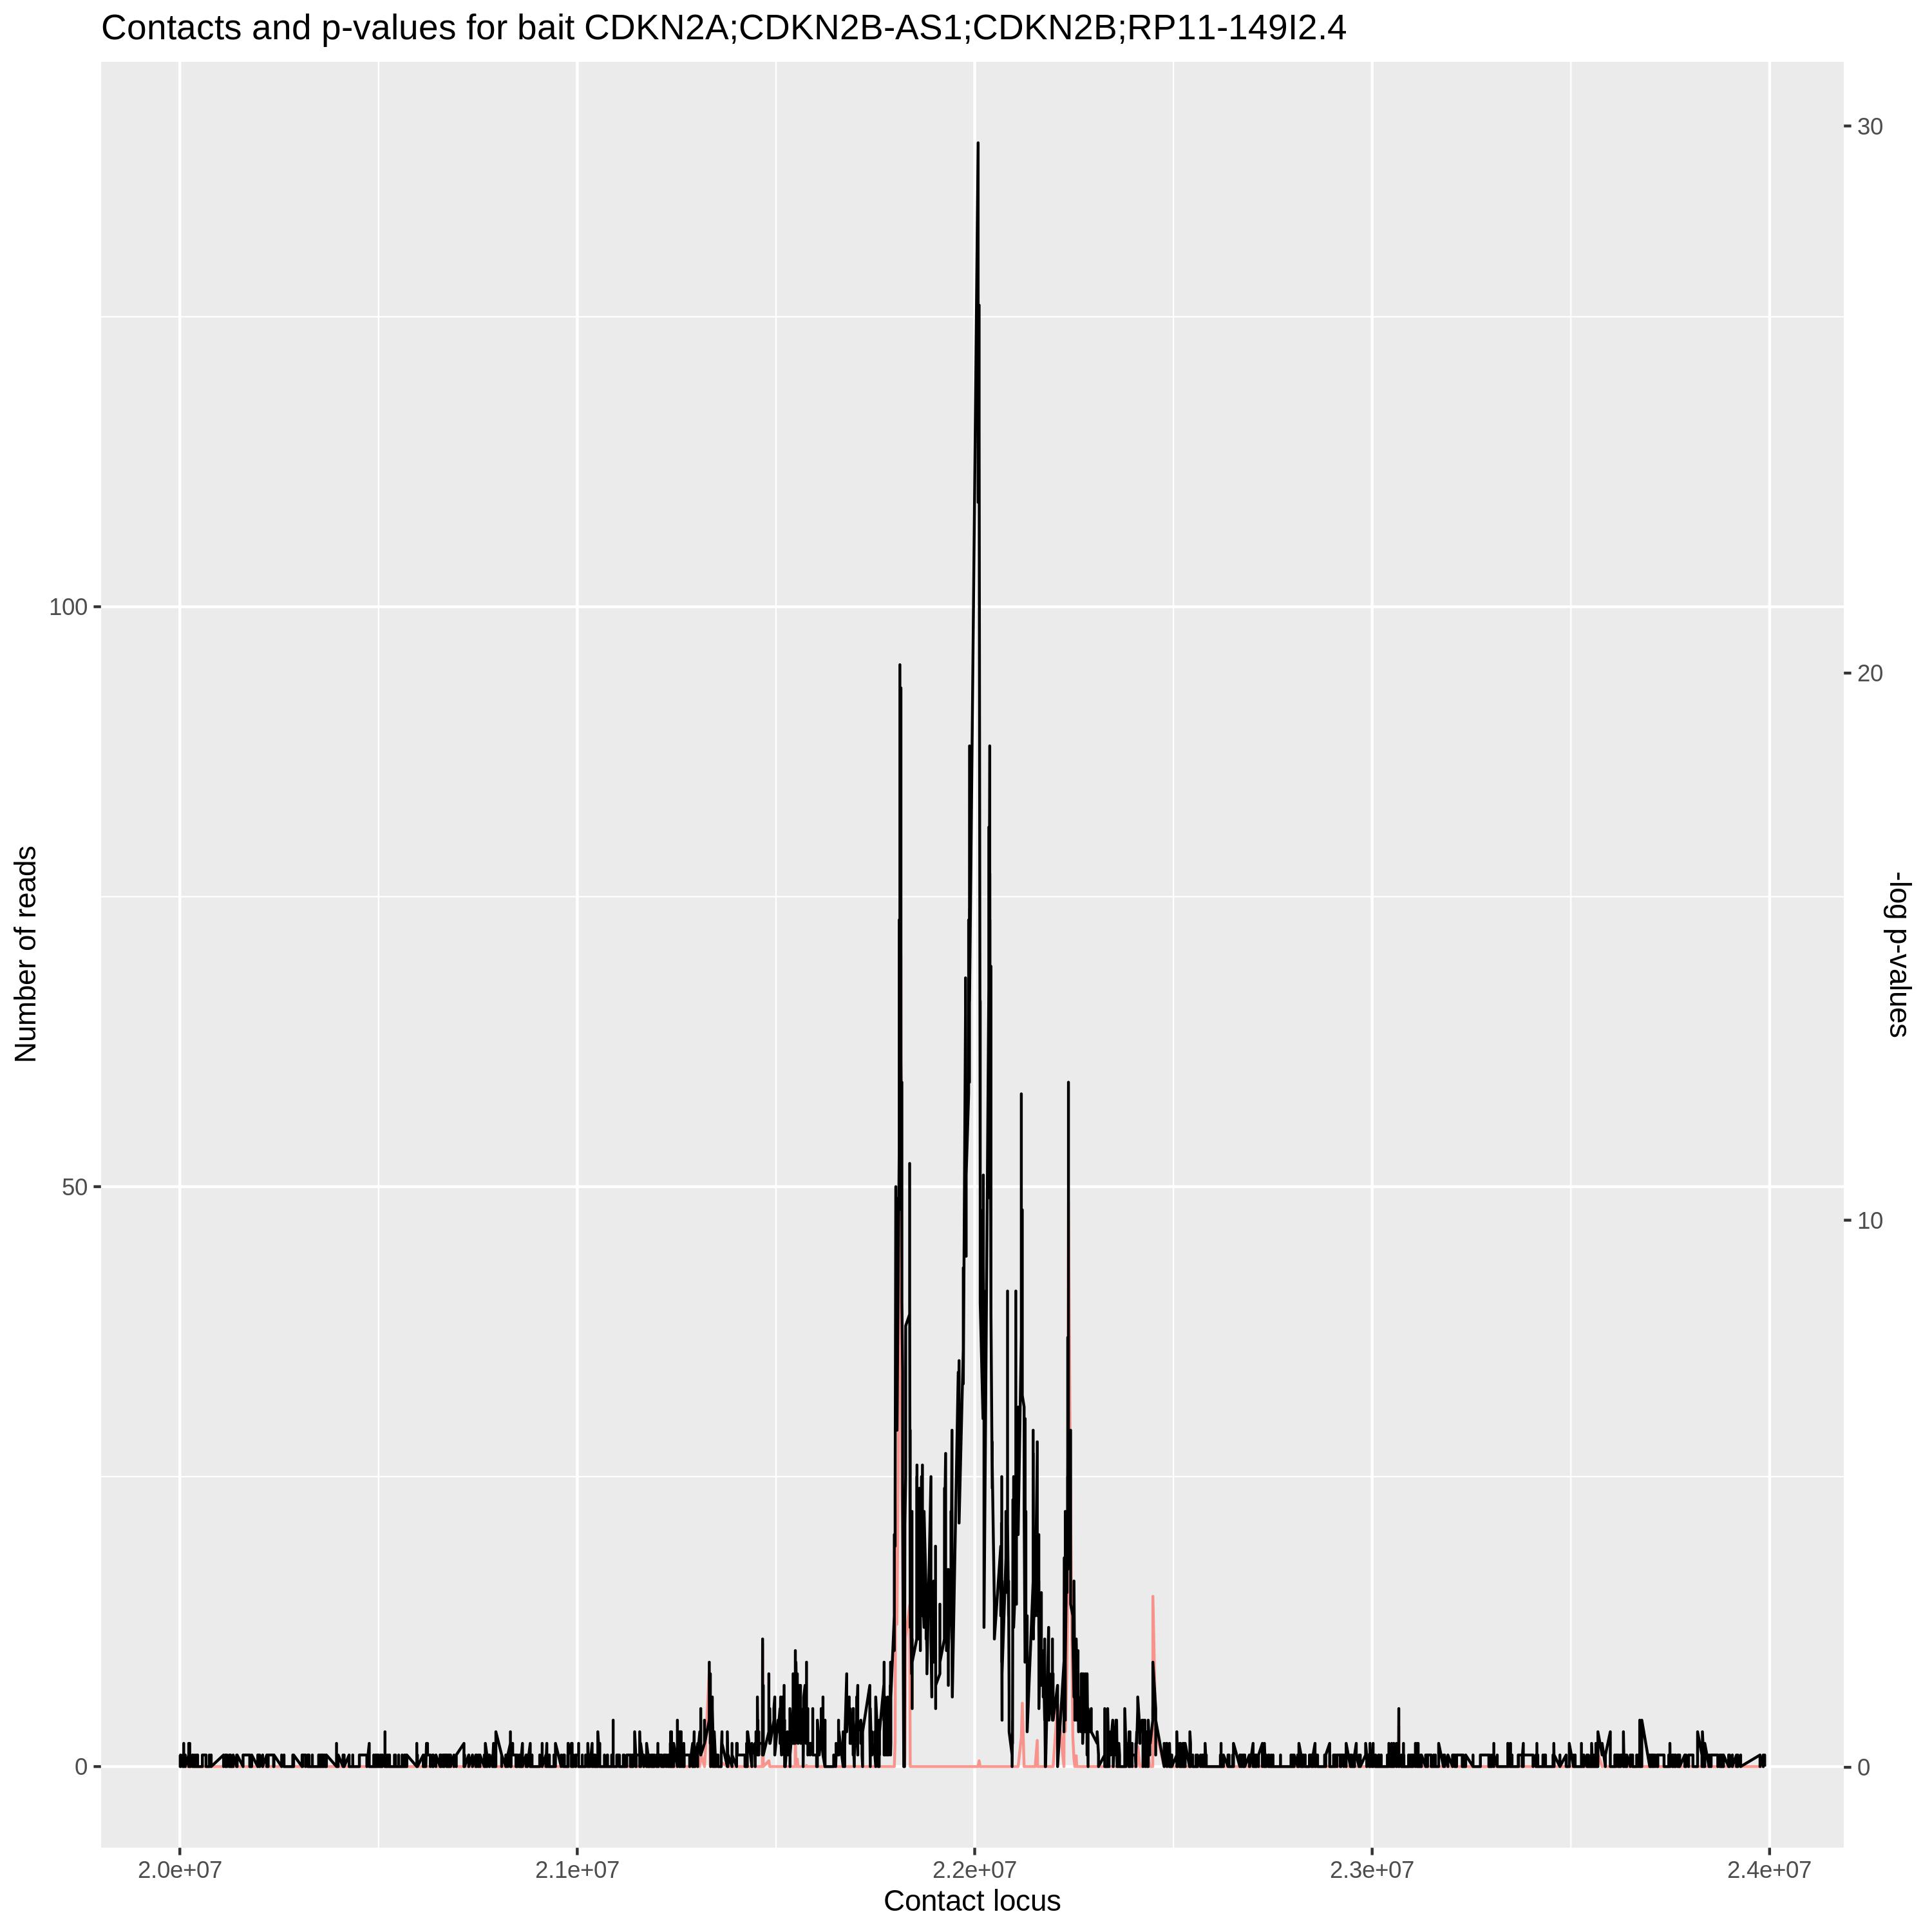 Contacts and p-values for bait CDKN2A;CDKN2B-AS1;CDKN2B;RP11-149I2.4
Number of reads
100
50
0
30
20
10
0
-log p-values
2.0e+07
2.1e+07
2.2e+07
2.3e+07
2.4e+07
Contact locus